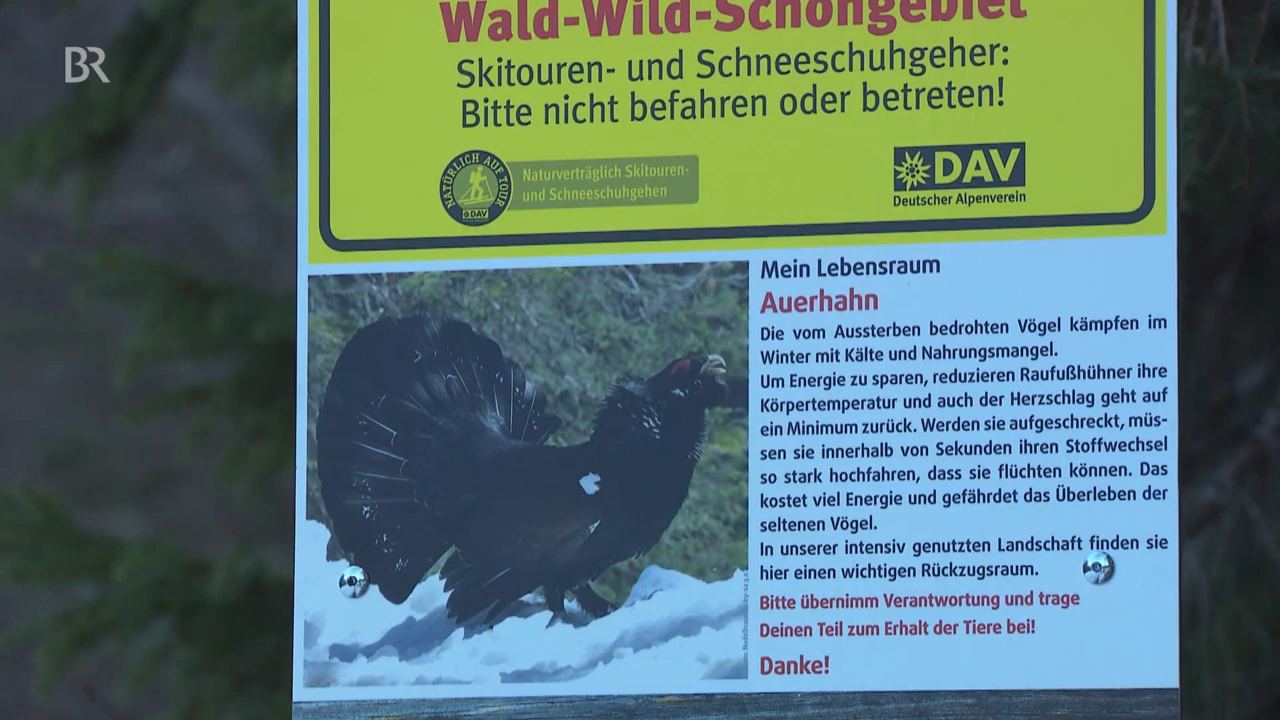 BR
Wald-Wild-Schongebiet
Skitouren- und Schneeschuhgeher:
Bitte nicht befahren oder betreten!
NATÜRLICH AUF TOUR
DAV
Naturverträglich Skitouren-
und Schneeschuhgehen
DAV
Deutscher Alpenverein
Mein Lebensraum
Auerhahn
Die vom Aussterben bedrohten Vögel kämpfen im
Winter mit Kälte und Nahrungsmangel.
Um Energie zu sparen, reduzieren Raufußhühner ihre
Körpertemperatur und auch der Herzschlag geht auf
ein Minimum zurück. Werden sie aufgeschreckt, müs-
sen sie innerhalb von Sekunden ihren Stoffwechsel
so stark hochfahren, dass sie flüchten können. Das
kostet viel Energie und gefährdet das Überleben der
seltenen Vögel.
In unserer intensiv genutzten Landschaft finden sie
hier einen wichtigen Rückzugsraum.
Bitte übernimm Verantwortung und trage
Deinen Teil zum Erhalt der Tiere bei!
Danke!